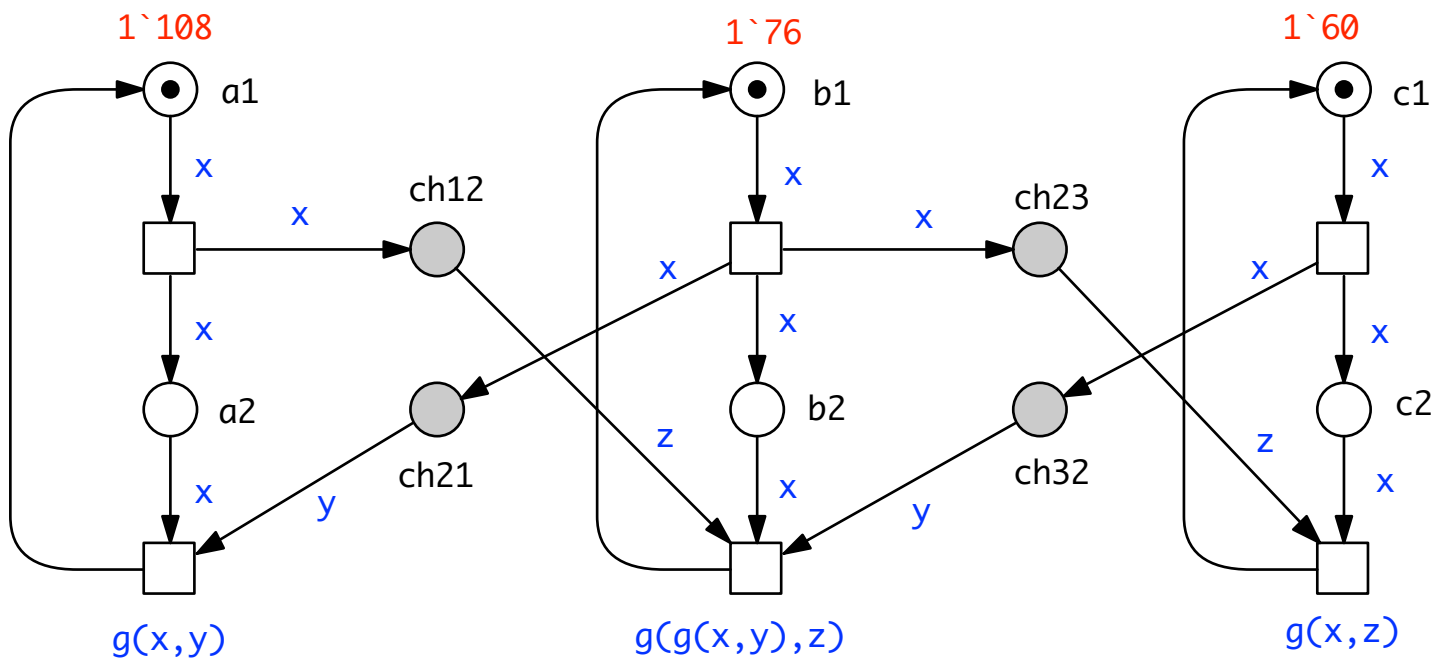 1`108
1`76
1`60
a1
b1
c1
x
x
x
ch12
ch23
x
x
x
x
x
x
x
a2
b2
c2
z
z
ch21
ch32
x
x
x
y
y
g(x,y)
g(g(x,y),z)
g(x,z)